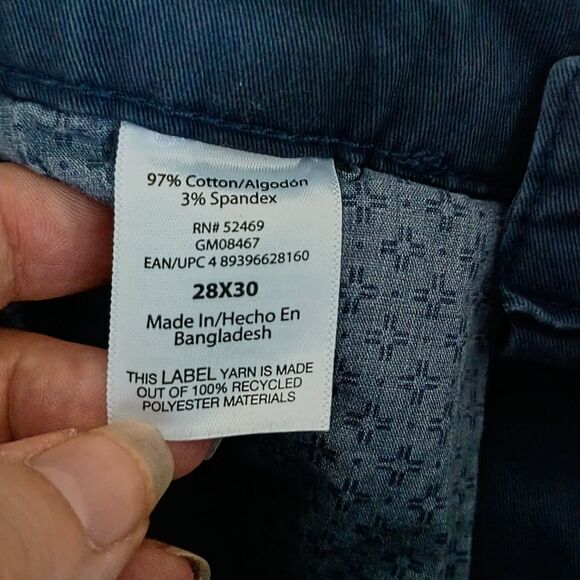 97% Cotton/Algodón
3% Spandex
RN# 52469
GM08467
EAN/UPC 4 89396628160
28X30
Made In/Hecho En
Bangladesh
THIS LABEL YARN IS MADE
OUT OF 100% RECYCLED
POLYESTER MATERIALS